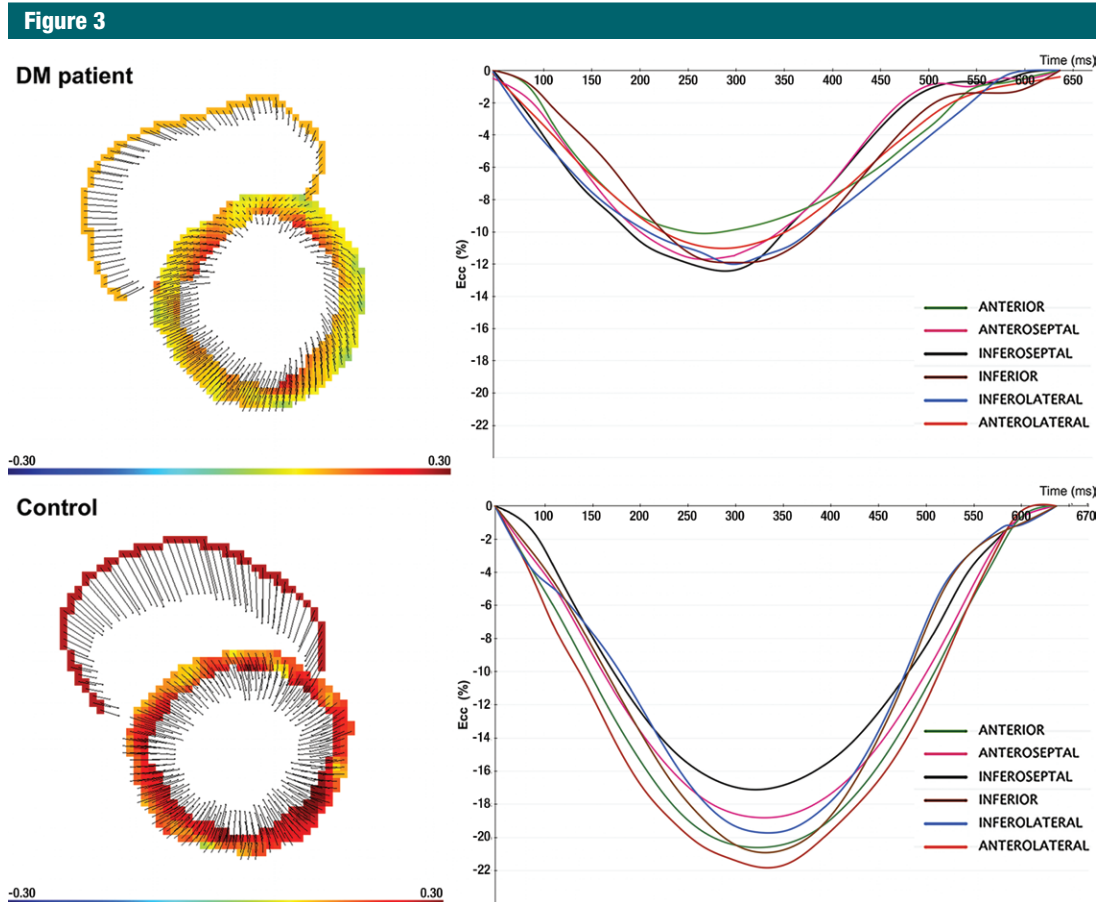 Figure 3
DM patient
Time (ms)
0 100 150 200 250 300 350 400 450 500 550 600 650
-2
-4
-6
-8
-10
-12
-14
-16
-18
-20
-22
Ecc (%)
ANTERIOR
ANTEROSEPTAL
INFEROSEPTAL
INFERIOR
INFEROLATERAL
ANTEROLATERAL
-0.30 0.30
Control
Time (ms)
0 100 150 200 250 300 350 400 450 500 550 600 670
-2
-4
-6
-8
-10
-12
-14
-16
-18
-20
-22
Ecc (%)
ANTERIOR
ANTEROSEPTAL
INFEROSEPTAL
INFERIOR
INFEROLATERAL
ANTEROLATERAL
-0.30 0.30